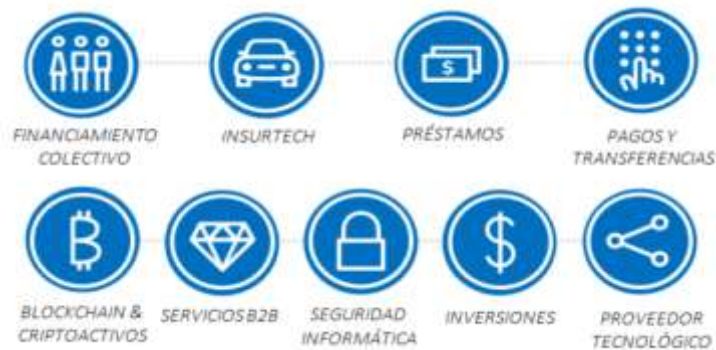 $
FINANCIAMIENTO
COLECTIVO
INSURTECH
PRÉSTAMOS
PAGOS Y
TRANSFERENCIAS
$
BLOCKCHAIN &
CRIPTOACTIVOS
SERVICIOS B2B
SEGURIDAD
INFORMÁTICA
INVERSIONES
PROVEEDOR
TECNOLÓGICO